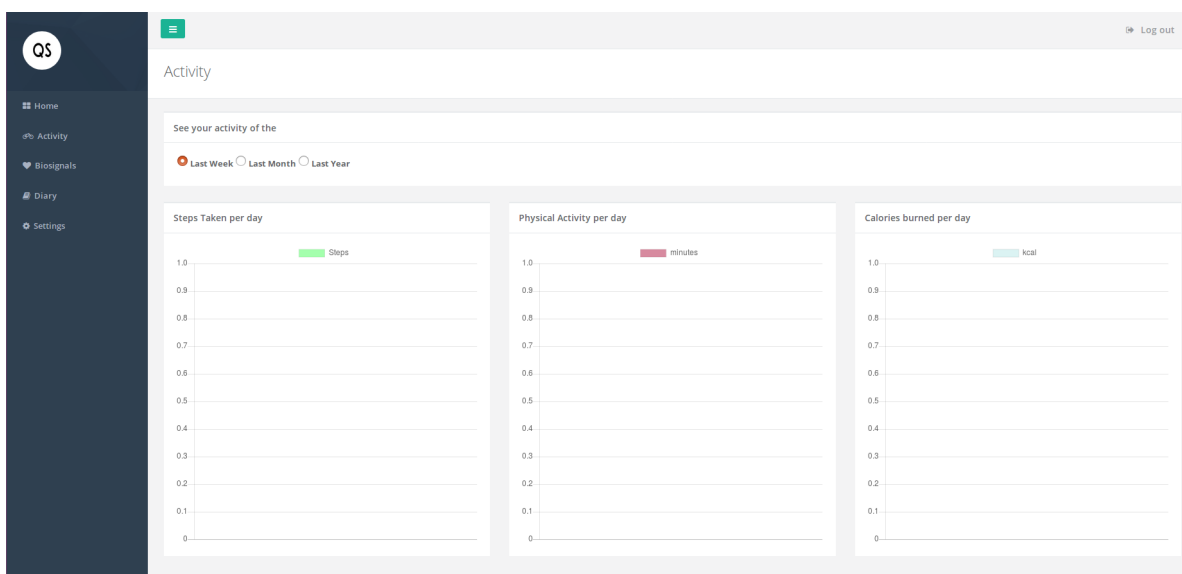 QS
Log out
Activity
Home
Activity
Biosignals
Diary
Settings
See your activity of the
Last Week Last Month Last Year
Steps Taken per day
Steps
1.0
0.9
0.8
0.7
0.6
0.5
0.4
0.3
0.2
0.1
0
Physical Activity per day
minutes
1.0
0.9
0.8
0.7
0.6
0.5
0.4
0.3
0.2
0.1
0
Calories burned per day
kcal
1.0
0.9
0.8
0.7
0.6
0.5
0.4
0.3
0.2
0.1
0